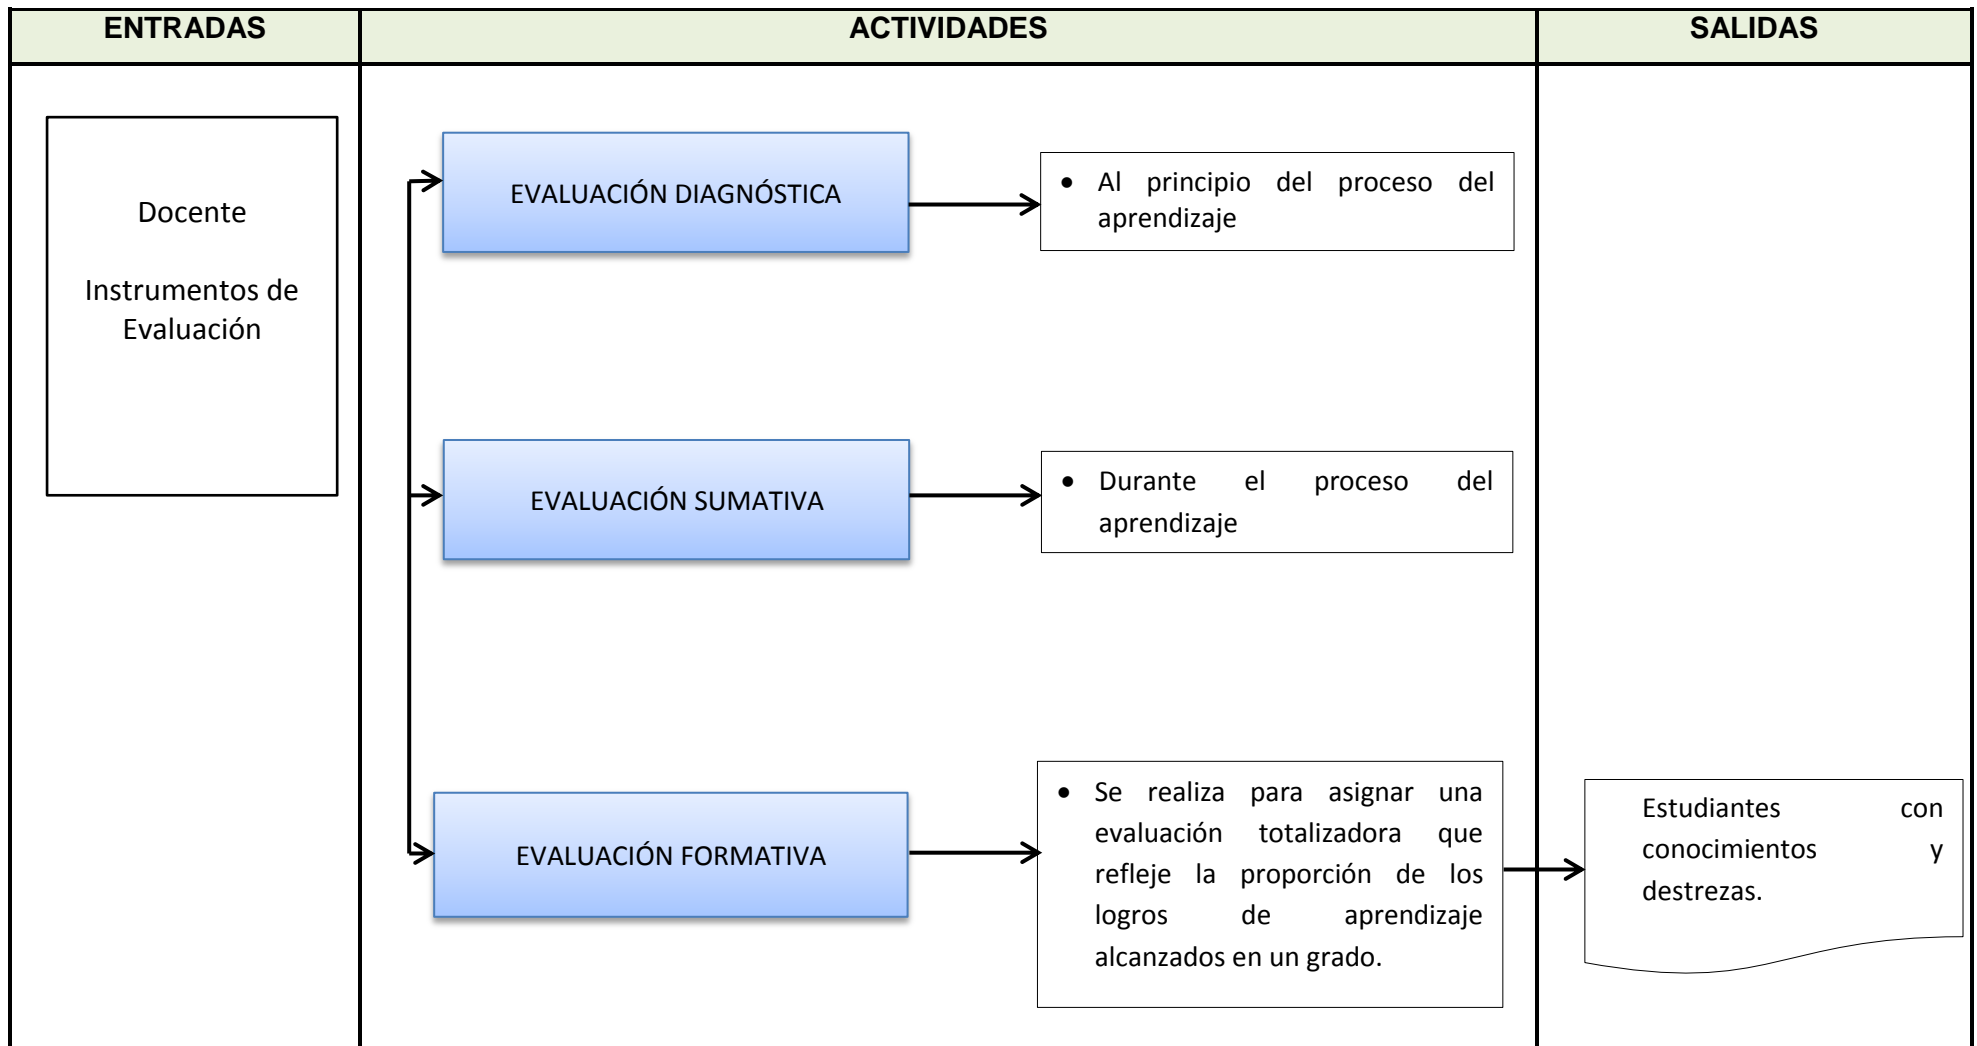 ENTRADAS
ACTIVIDADES
SALIDAS
Docente
Instrumentos de
Evaluación
EVALUACIÓN DIAGNÓSTICA
• Al principio del proceso del
aprendizaje
EVALUACIÓN SUMATIVA
• Durante el proceso del
aprendizaje
EVALUACIÓN FORMATIVA
• Se realiza para asignar una
evaluación totalizadora que
refleje la proporción de los
logros de aprendizaje
alcanzados en un grado.
Estudiantes con
conocimientos y
destrezas.